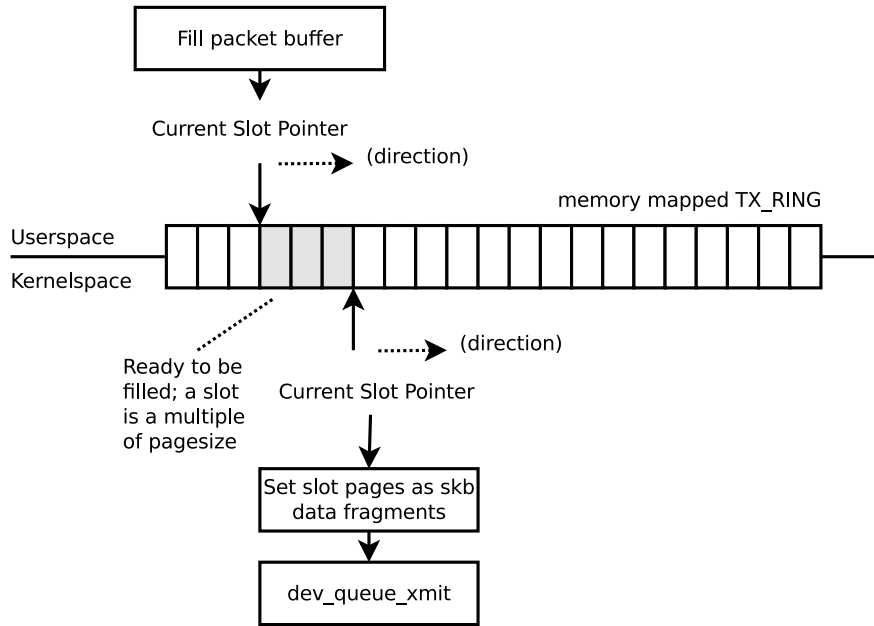 Fill packet buffer
Current Slot Pointer
(direction)
memory mapped TX_RING
Userspace
Kernelspace
(direction)
Ready to be
filled; a slot
is a multiple
of pagesize
Current Slot Pointer
Set slot pages as skb
data fragments
dev_queue_xmit